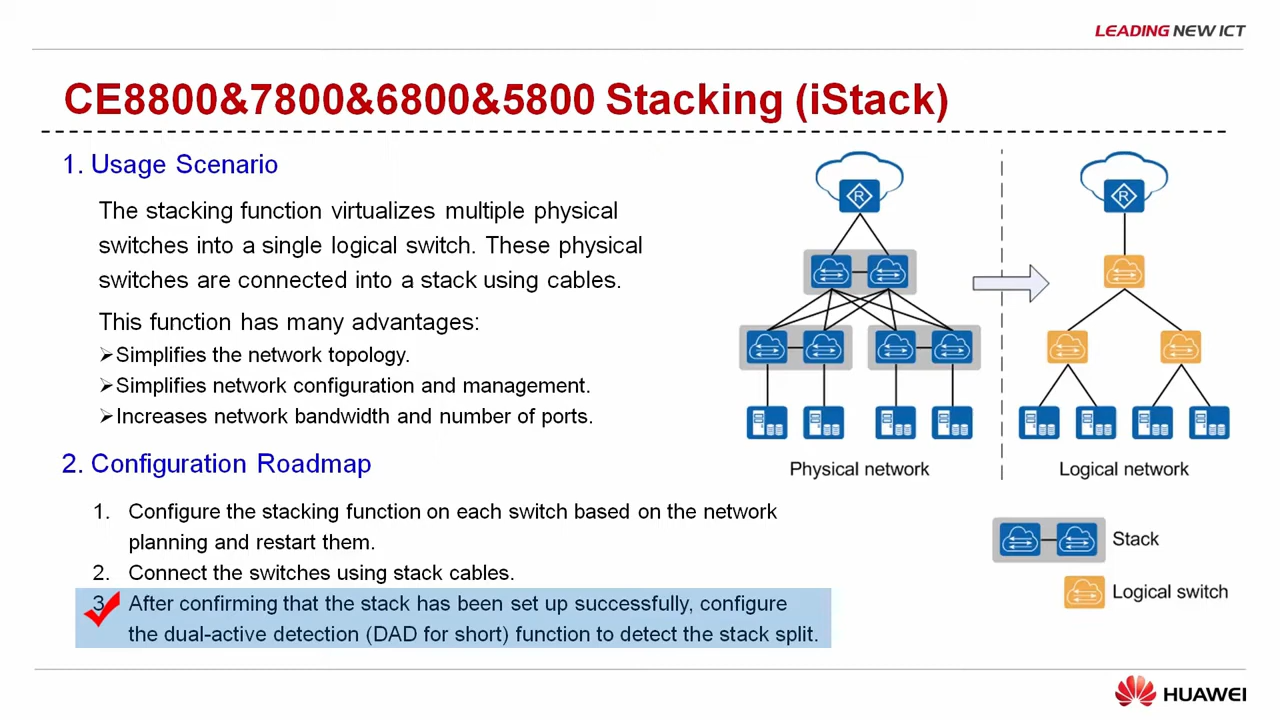 LEADING NEW ICT
CE8800&7800&6800&5800 Stacking (iStack)
1. Usage Scenario
The stacking function virtualizes multiple physical
switches into a single logical switch. These physical
switches are connected into a stack using cables.
This function has many advantages:
➢Simplifies the network topology.
➢Simplifies network configuration and management.
➢Increases network bandwidth and number of ports.
2. Configuration Roadmap
1. Configure the stacking function on each switch based on the network
planning and restart them.
2. Connect the switches using stack cables.
3. After confirming that the stack has been set up successfully, configure
the dual-active detection (DAD for short) function to detect the stack split.
R
R
Physical network
Logical network
Stack
Logical switch
HUAWEI